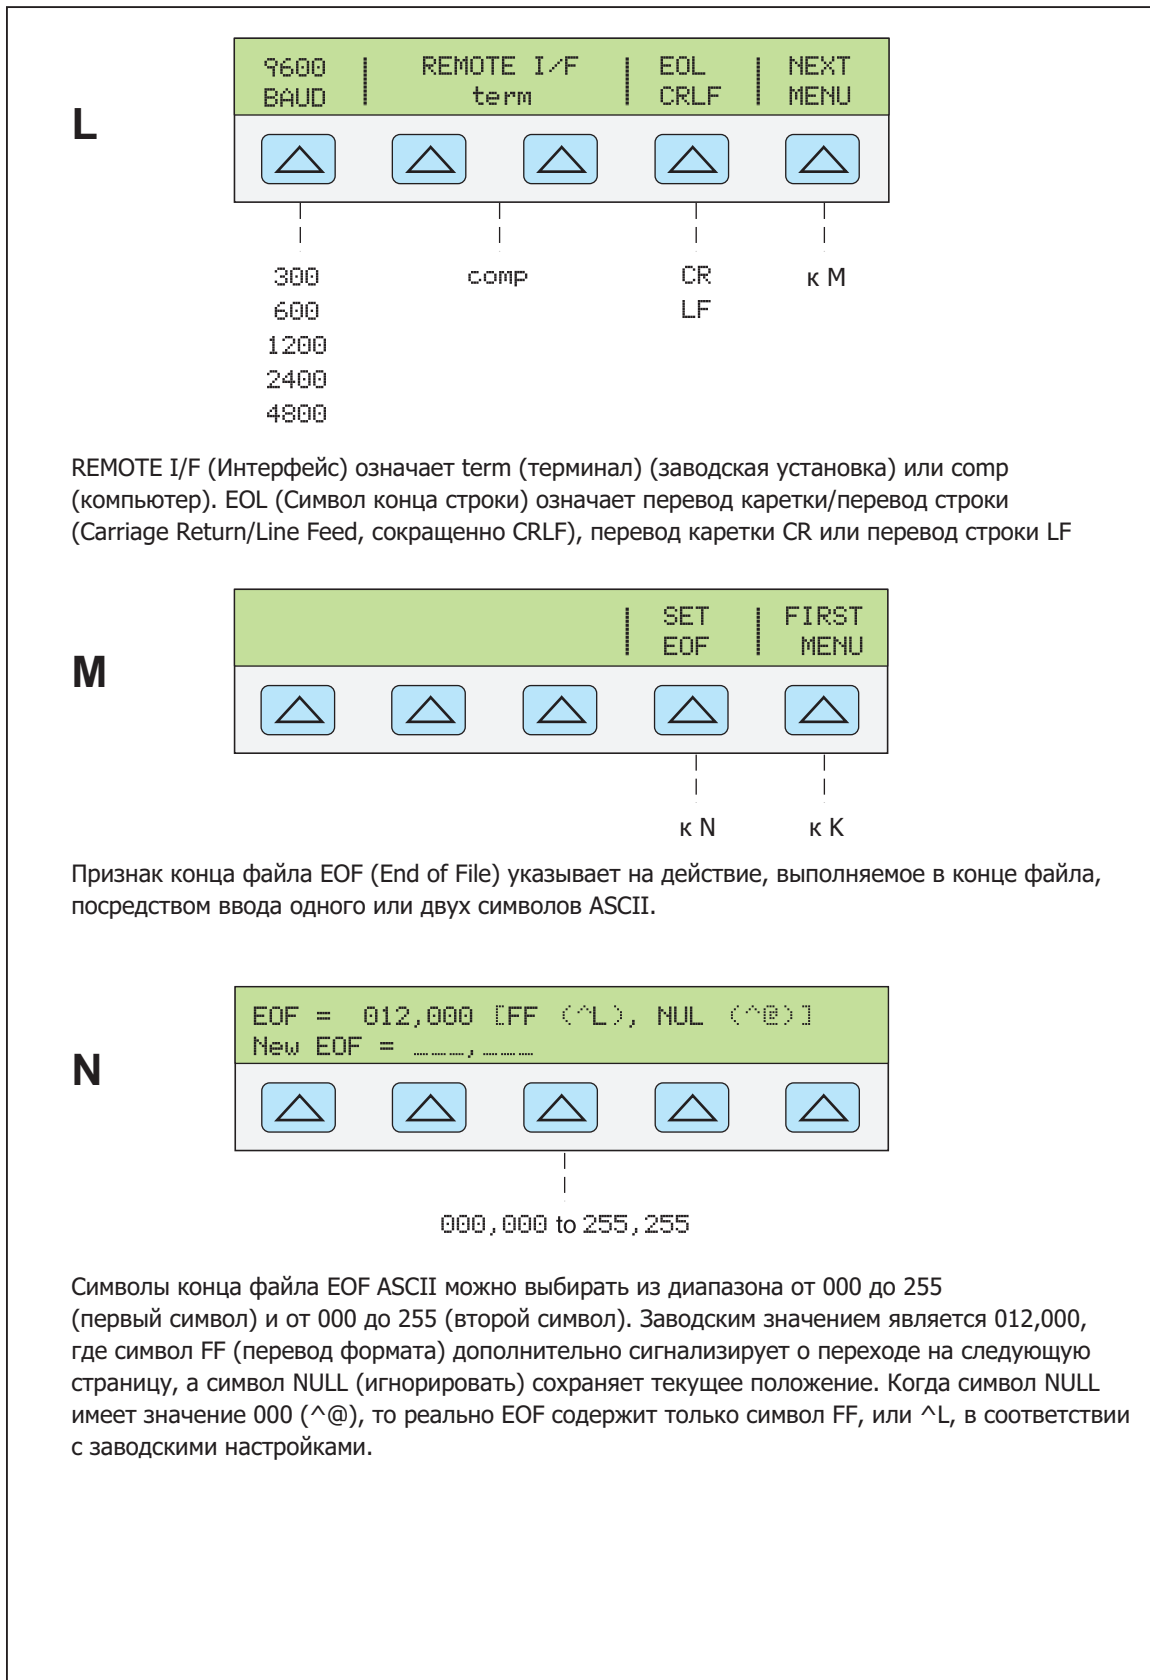 L
9600 | REMOTE I/F | EOL | NEXT
BAUD | term | CRLF | MENU
300 comp CR к M
600 LF
1200
2400
4800
REMOTE I/F (Интерфейс) означает term (терминал) (заводская установка) или comp
(компьютер). EOL (Символ конца строки) означает перевод каретки/перевод строки
(Carriage Return/Line Feed, сокращенно CRLF), перевод каретки CR или перевод строки LF
M
| SET | FIRST
| EOF | MENU
к N к K
Признак конца файла EOF (End of File) указывает на действие, выполняемое в конце файла,
посредством ввода одного или двух символов ASCII.
N
EOF = 012,000 [FF (^L), NUL (^@)]
New EOF = ___,___
000,000 to 255,255
Символы конца файла EOF ASCII можно выбирать из диапазона от 000 до 255
(первый символ) и от 000 до 255 (второй символ). Заводским значением является 012,000,
где символ FF (перевод формата) дополнительно сигнализирует о переходе на следующую
страницу, а символ NULL (игнорировать) сохраняет текущее положение. Когда символ NULL
имеет значение 000 (^@), то реально EOF содержит только символ FF, или ^L, в соответствии
с заводскими настройками.